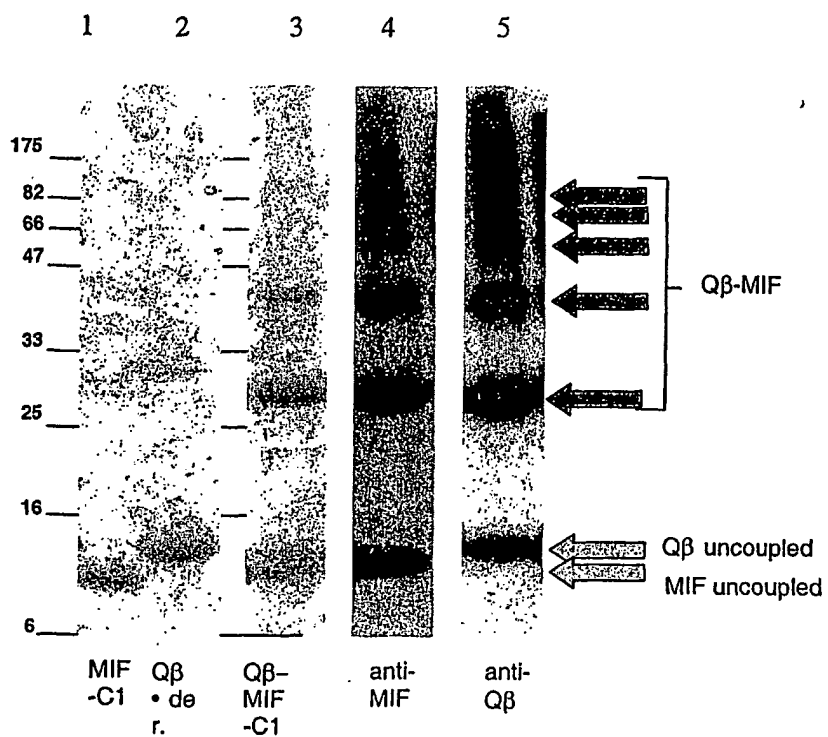 1 2 3 4 5
175
82
66
47
Qβ-MIF
33
25
16
Qβ uncoupled
MIF uncoupled
6
MIF
-C1
Qβ
• de
r.
Qβ–
MIF
-C1
anti-
MIF
anti-
Qβ